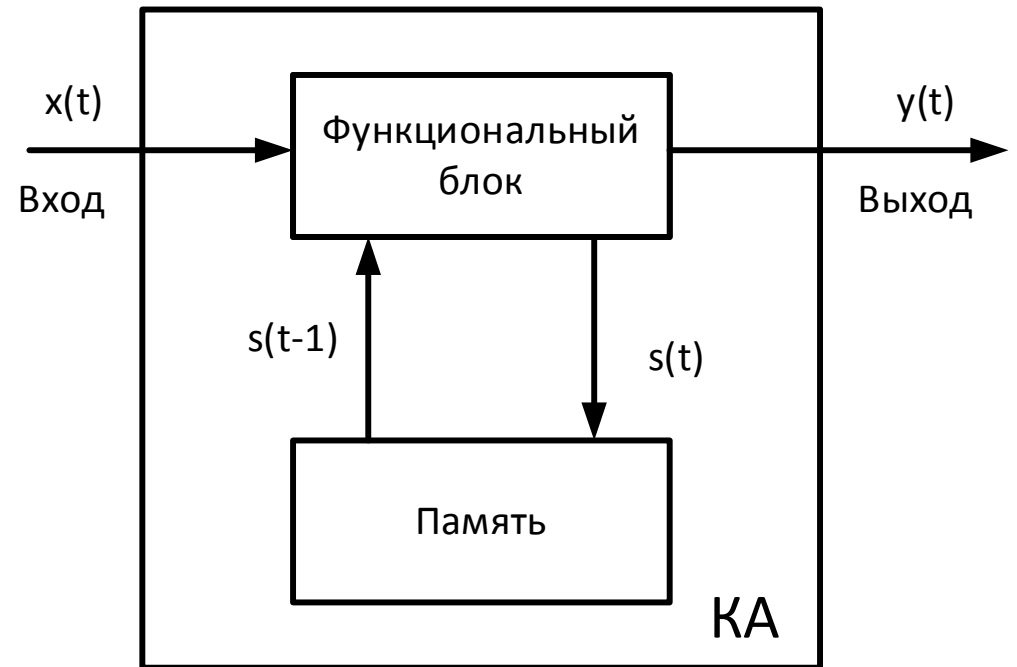 x(t)
Вход
Функциональный
блок
y(t)
Выход
s(t-1)
s(t)
Память
КА